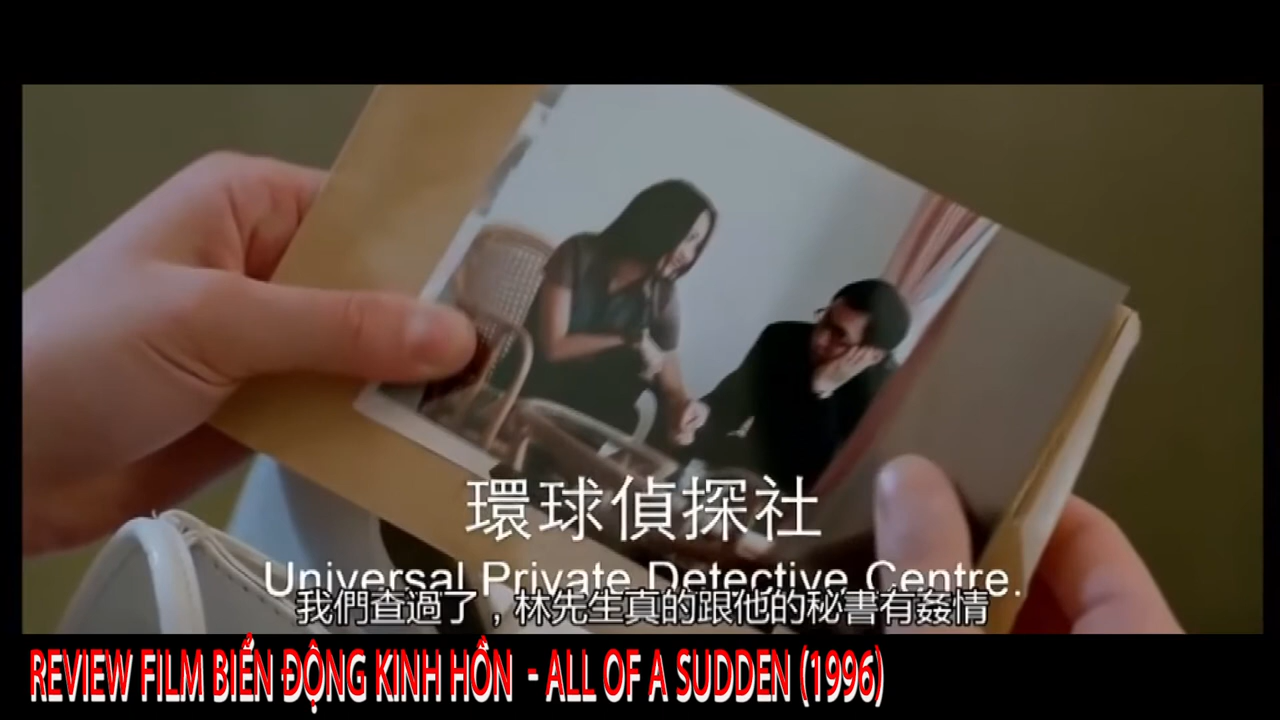 環球偵探社
Universal Private Detective Centre.
我們查過了，林先生真的跟他的秘書有姦情
REVIEW FILM BIỂN ĐỘNG KINH HỒN - ALL OF A SUDDEN (1996)